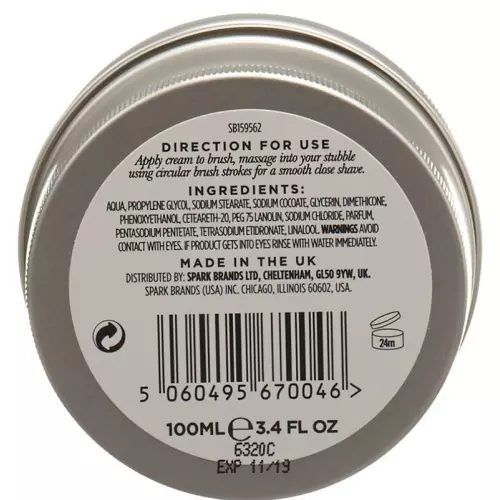 SB159562
DIRECTION FOR USE
Apply cream to brush, massage into your stubble
using circular brush strokes for a smooth close shave.
INGREDIENTS:
AQUA, PROPYLENE GLYCOL, SODIUM STEARATE,
SODIUM COCOATE, GLYCERIN, DIMETHICONE,
PHENOXYETHANOL, CETEARETH-20, PEG 75 LANOLIN, SODIUM CHLORIDE, PARFUM,
PENTASODIUM PENTETATE, TETRASODIUM ETIDRONATE, LINALOOL. WARNINGS AVOID
CONTACT WITH EYES. IF PRODUCT GETS INTO EYES RINSE WITH WATER IMMEDIATELY.
MADE IN THE UK
DISTRIBUTED BY: SPARK BRANDS LTD, CHELTENHAM, GL50 9YW, UK.
SPARK BRANDS (USA) INC. CHICAGO, ILLINOIS 60602, USA.
24m
5 060495 670046 >
100ML e 3.4 FL OZ
6320C
EXP 11/19